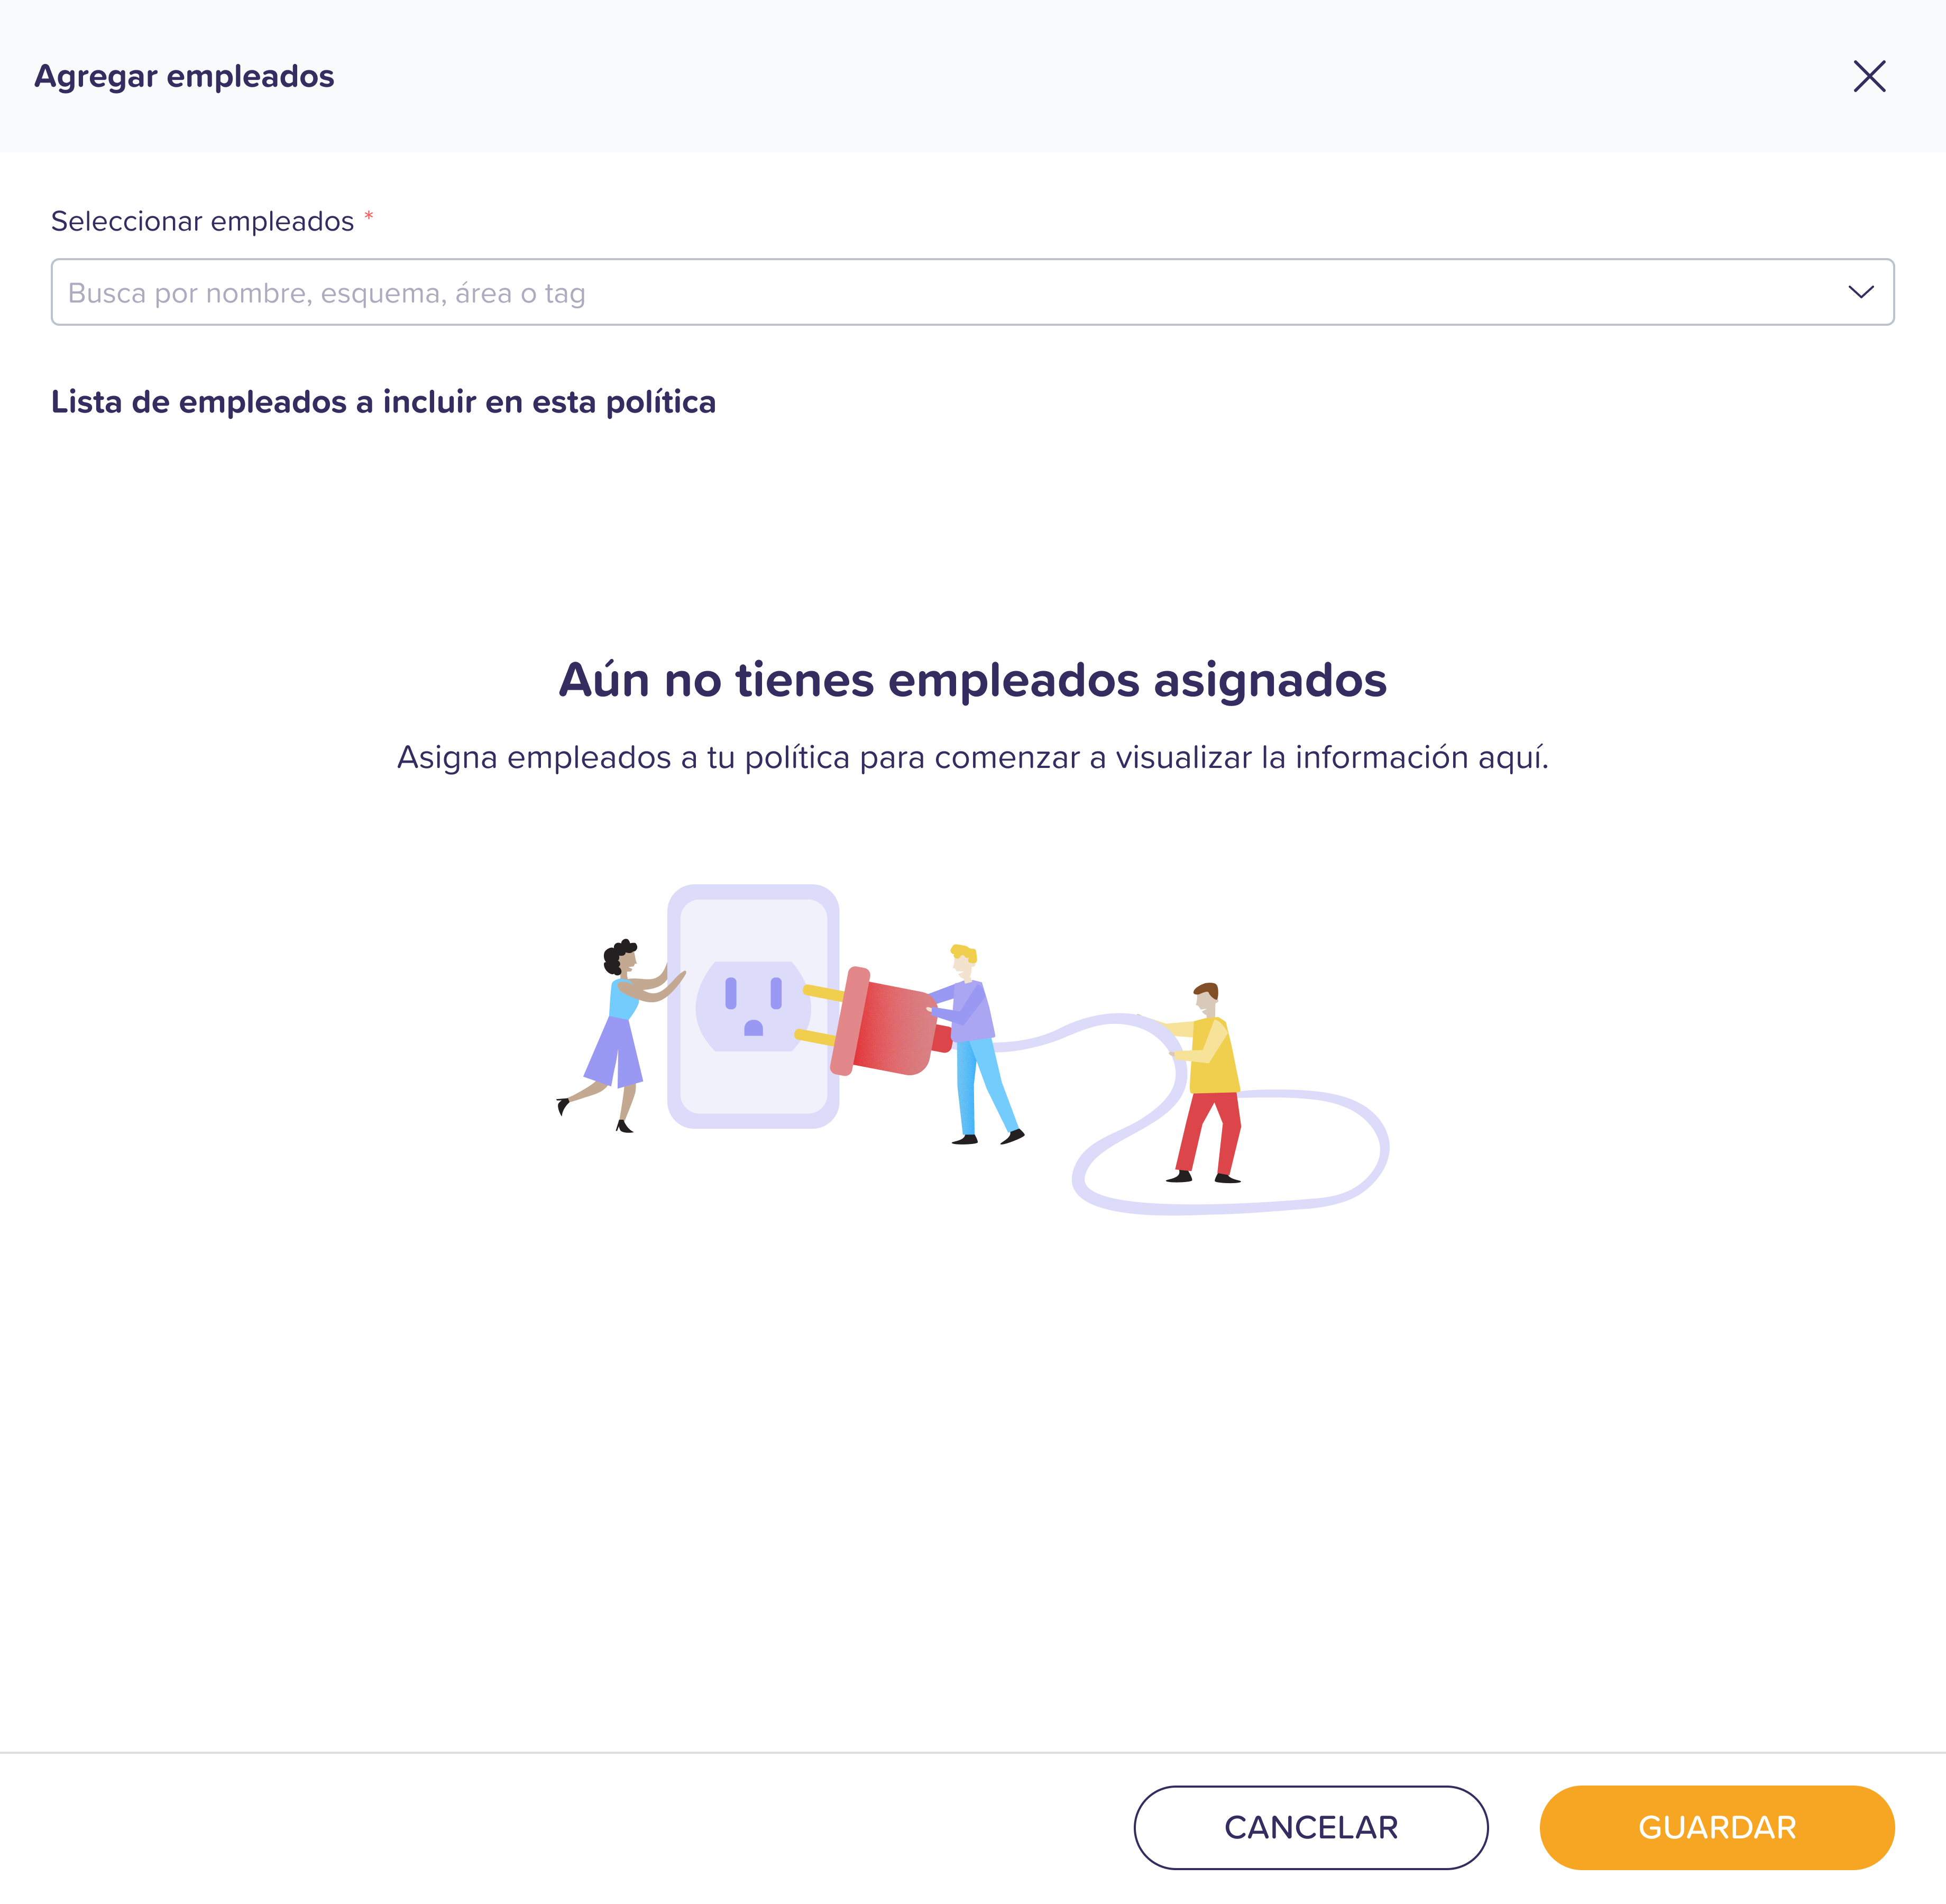 Agregar empleados
Seleccionar empleados *
Busca por nombre, esquema, área o tag
Lista de empleados a incluir en esta política
Aún no tienes empleados asignados
Asigna empleados a tu política para comenzar a visualizar la información aquí.
CANCELAR
GUARDAR